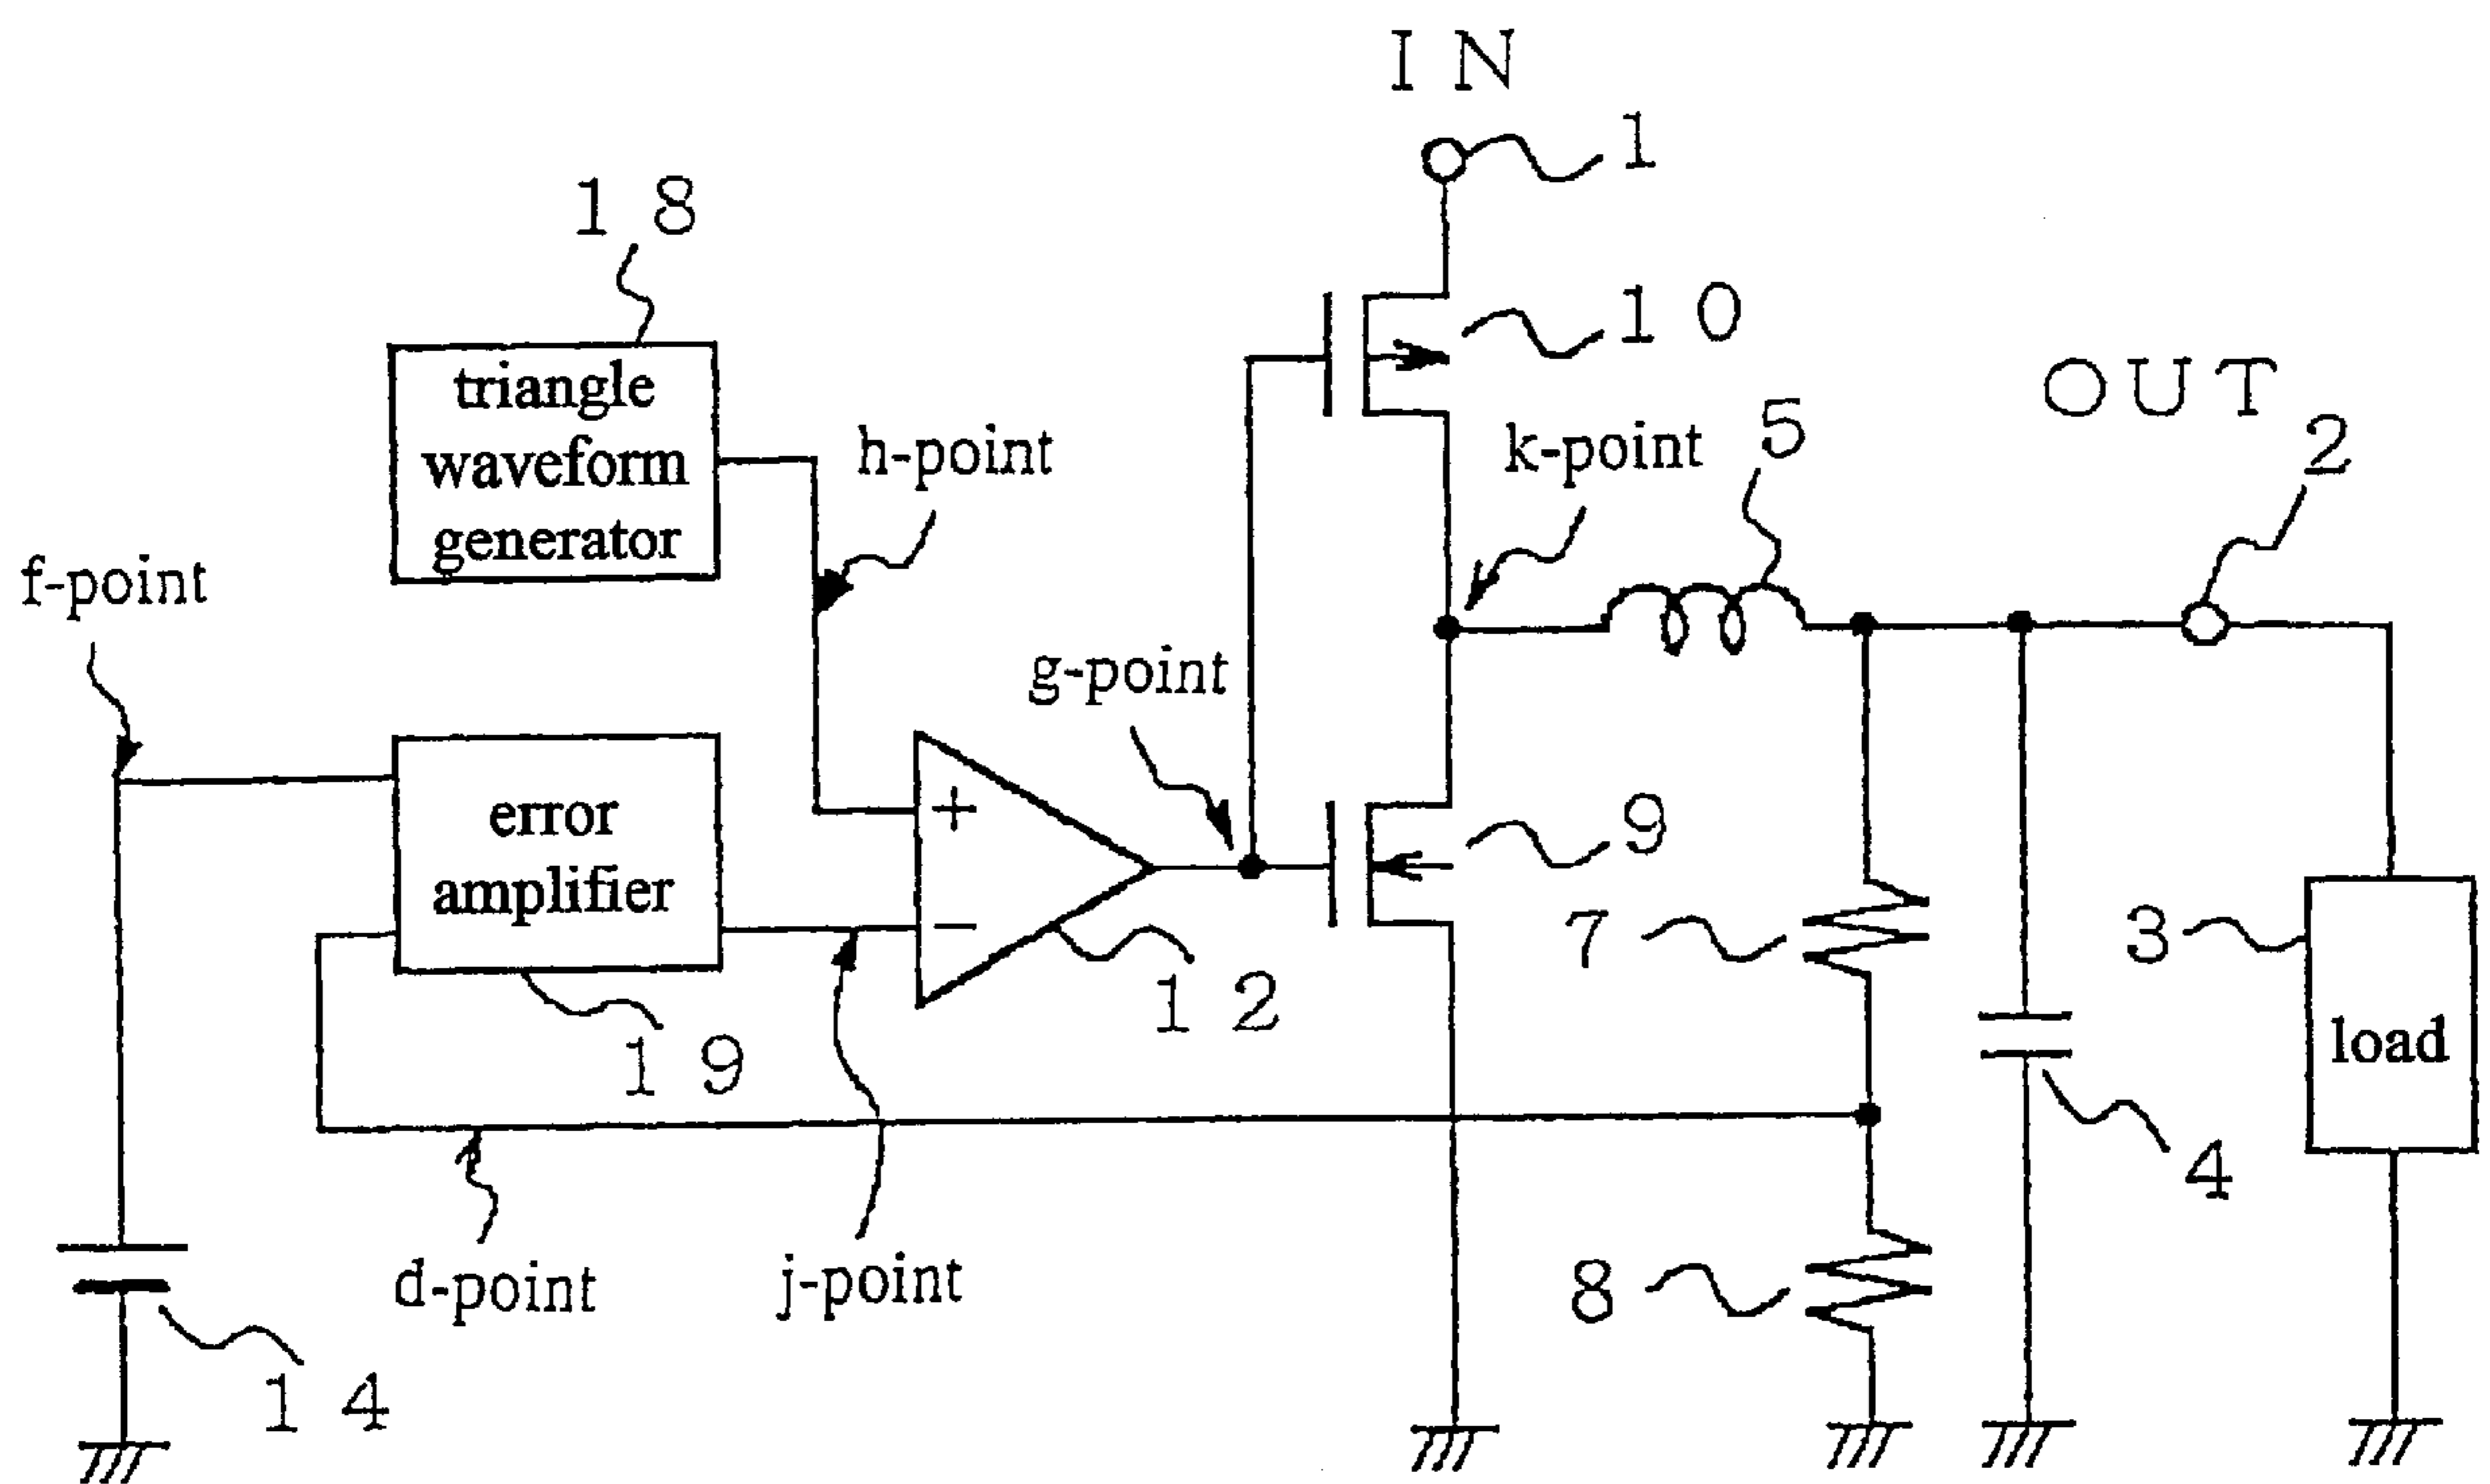 I N
1
1 8
1 0
triangle
waveform
generator
h-point
k-point
5
O U T
2
f-point
g-point
error
amplifier
+
−
9
7
3
1 2
load
1 9
4
d-point
j-point
8
1 4